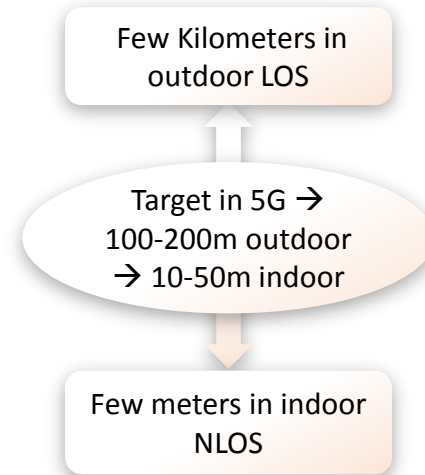 Few Kilometers in
outdoor LOS
Target in 5G →
100-200m outdoor
→ 10-50m indoor
Few meters in indoor
NLOS